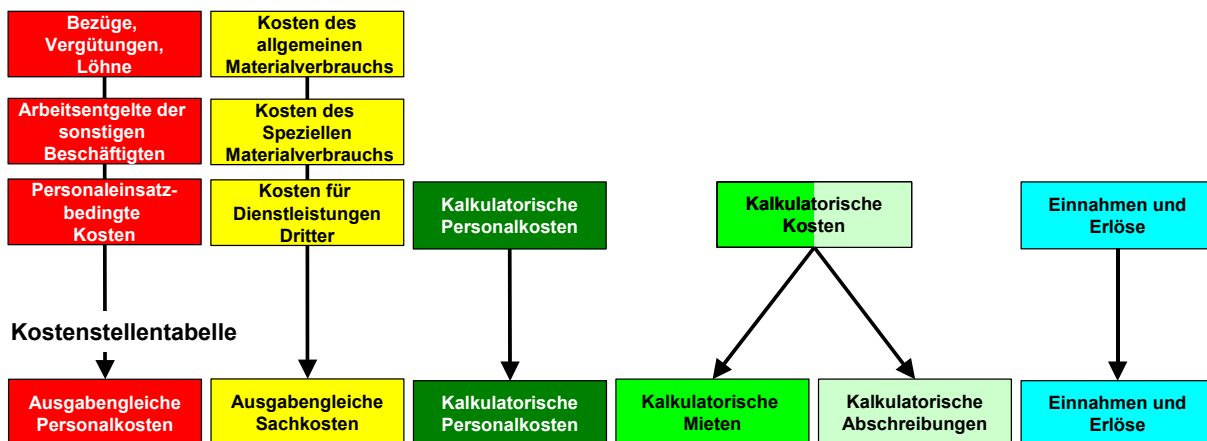 Bezüge,
Vergütungen,
Löhne
Kosten des
allgemeinen
Materialverbrauchs
Arbeitsentgelte der
sonstigen
Beschäftigten
Kosten des
Speziellen
Materialverbrauchs
Personaleinsatz-
bedingte
Kosten
Kosten für
Dienstleistungen
Dritter
Kalkulatorische
Personalkosten
Kalkulatorische
Kosten
Einnahmen und
Erlöse
Kostenstellentabelle
Ausgabengleiche
Personalkosten
Ausgabengleiche
Sachkosten
Kalkulatorische
Personalkosten
Kalkulatorische
Mieten
Kalkulatorische
Abschreibungen
Einnahmen und
Erlöse